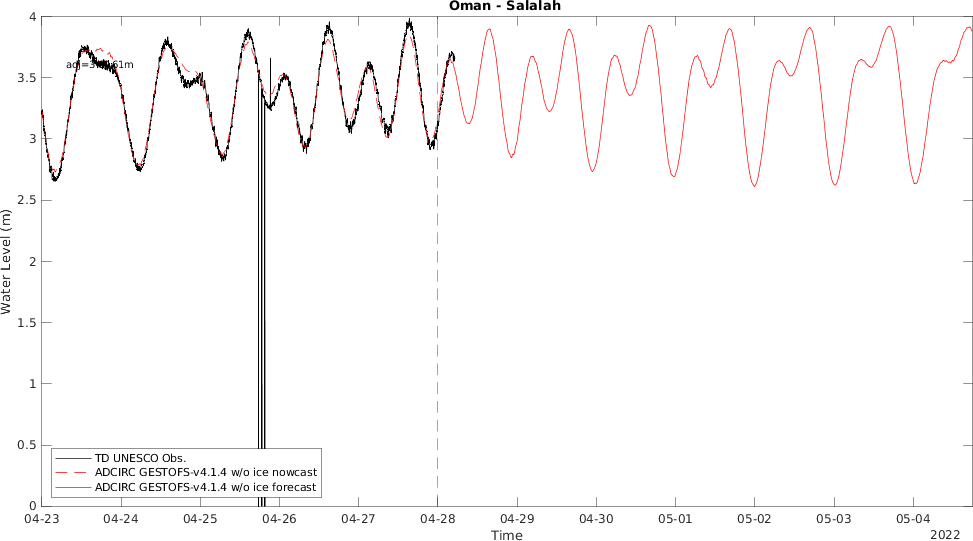 Oman - Salalah
4
3.5
3
2.5
2
1.5
1
0.5
0
Water Level (m)
TD UNESCO Obs.
ADCIRC GESTOFS-v4.1.4 w/o ice nowcast
ADCIRC GESTOFS-v4.1.4 w/o ice forecast
04-23 04-24 04-25 04-26 04-27 04-28 04-29 04-30 05-01 05-02 05-03 05-04
Time
2022